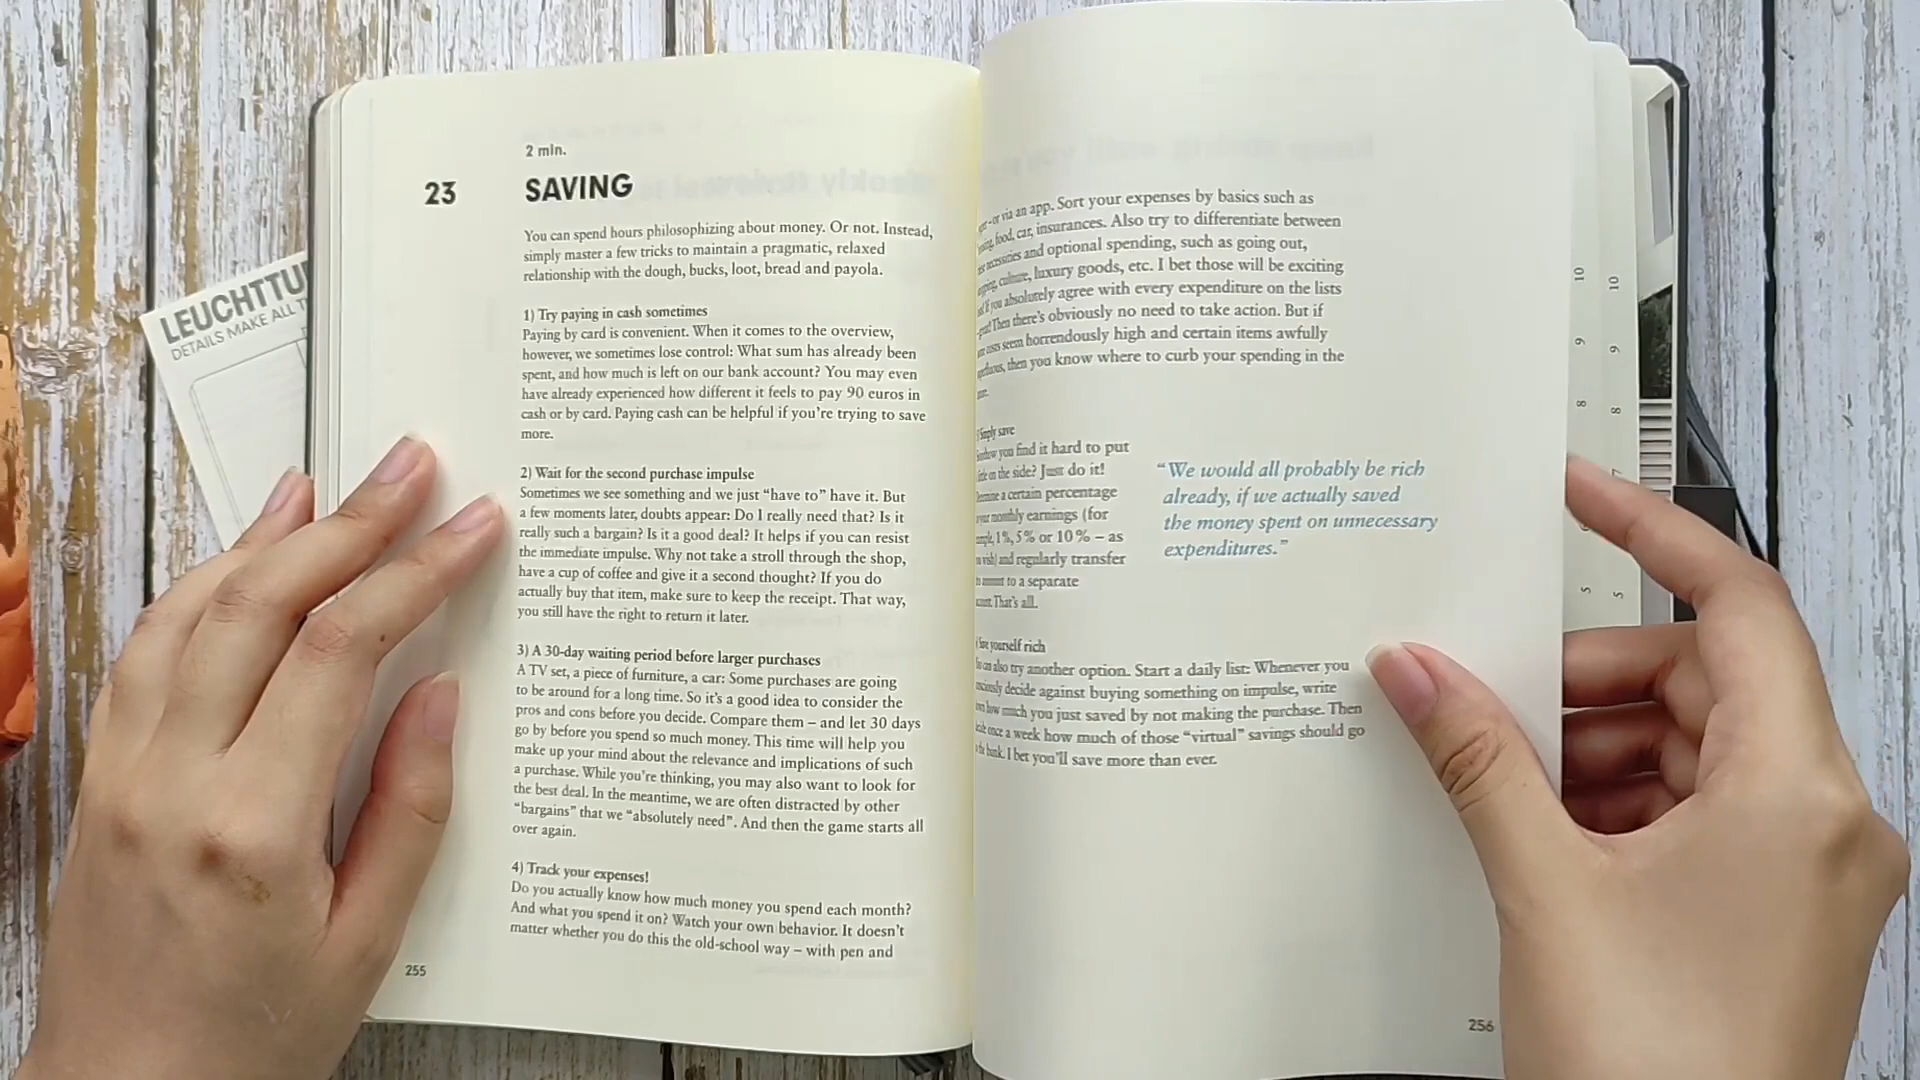 LEUCHTTU
DETAILS MAKE ALL T
2 min.
23
SAVING
You can spend hours philosophizing about money. Or not. Instead,
simply master a few tricks to maintain a pragmatic, relaxed
relationship with the dough, bucks, loot, bread and payola.
1) Try paying in cash sometimes
Paying by card is convenient. When it comes to the overview,
however, we sometimes lose control: What sum has already been
spent, and how much is left on our bank account? You may even
have already experienced how different it feels to pay 90 euros in
cash or by card. Paying cash can be helpful if you're trying to save
more.
2) Wait for the second purchase impulse
Sometimes we see something and we just “have to” have it. But
a few moments later, doubts appear: Do I really need that? Is it
really such a bargain? Is it a good deal? It helps if you can resist
the immediate impulse. Why not take a stroll through the shop,
have a cup of coffee and give it a second thought? If you do
actually buy that item, make sure to keep the receipt. That way,
you still have the right to return it later.
3) A 30-day waiting period before larger purchases
A TV set, a piece of furniture, a car: Some purchases are going
to be around for a long time. So it's a good idea to consider the
pros and cons before you decide. Compare them – and let 30 days
go by before you spend so much money. This time will help you
make up your mind about the relevance and implications of such
a purchase. While you're thinking, you may also want to look for
the best deal. In the meantime, we are often distracted by other
“bargains” that we “absolutely need”. And then the game starts all
over again.
4) Track your expenses!
Do you actually know how much money you spend each month?
And what you spend it on? Watch your own behavior. It doesn't
matter whether you do this the old-school way – with pen and
255
or via an app. Sort your expenses by basics such as
food, car, insurances. Also try to differentiate between
necessities and optional spending, such as going out,
culture, luxury goods, etc. I bet those will be exciting
If you absolutely agree with every expenditure on the lists
Then there's obviously no need to take action. But if
costs seem horrendously high and certain items awfully
then you know where to curb your spending in the
Simply save
you find it hard to put
on the side? Just do it!
a certain percentage
your monthly earnings (for
1%, 5% or 10% – as
and regularly transfer
to a separate
That's all.
“We would all probably be rich
already, if we actually saved
the money spent on unnecessary
expenditures.”
yourself rich
can also try another option. Start a daily list: Whenever you
decide against buying something on impulse, write
how much you just saved by not making the purchase. Then
once a week how much of those “virtual” savings should go
the bank. I bet you'll save more than ever.
256
10
9
8
5
10
9
8
7
5